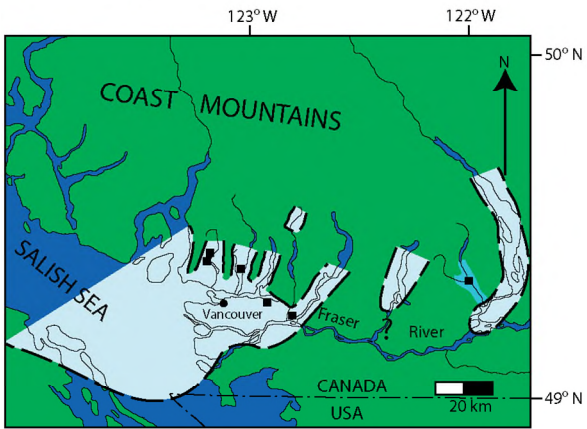 123° W
122° W
50° N
N
COAST MOUNTAINS
SALISH SEA
Vancouver
Fraser
River
?
CANADA
49° N
USA
20 km